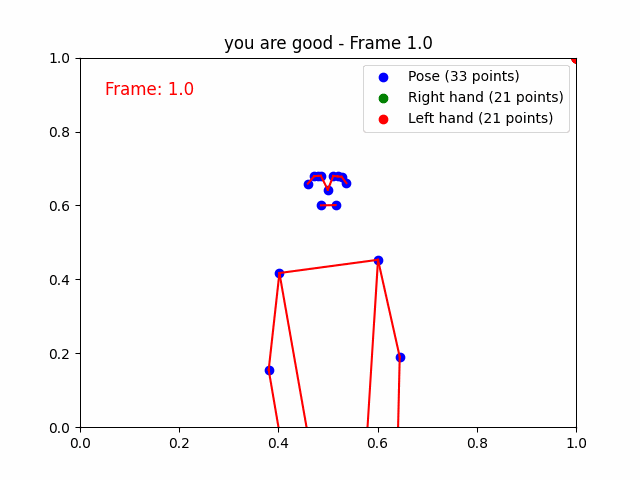 you are good - Frame 1.0
Frame: 1.0
Pose (33 points)
Right hand (21 points)
Left hand (21 points)
1.0
0.8
0.6
0.4
0.2
0.0
0.0 0.2 0.4 0.6 0.8 1.0